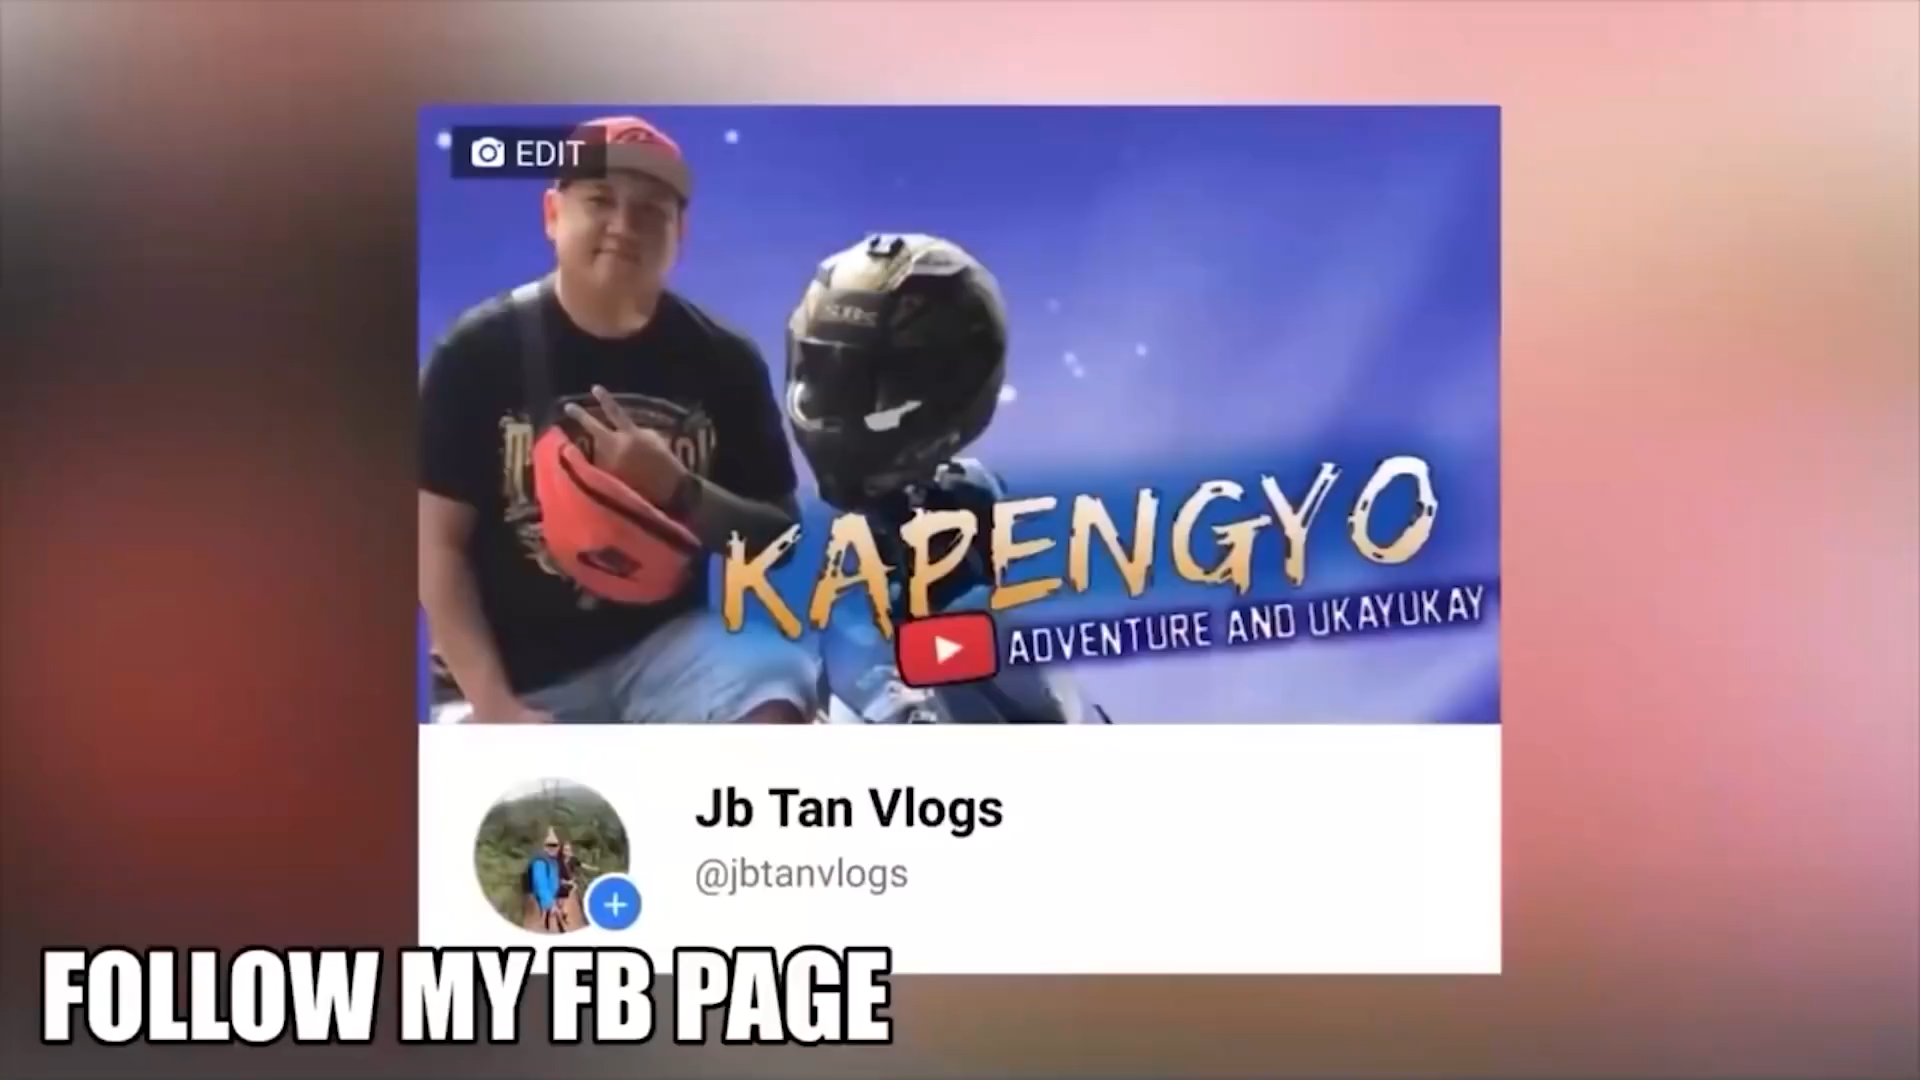 EDIT
KAPENGYO
ADVENTURE AND UKAYUKAY
Jb Tan Vlogs
@jbtanvlogs
FOLLOW MY FB PAGE